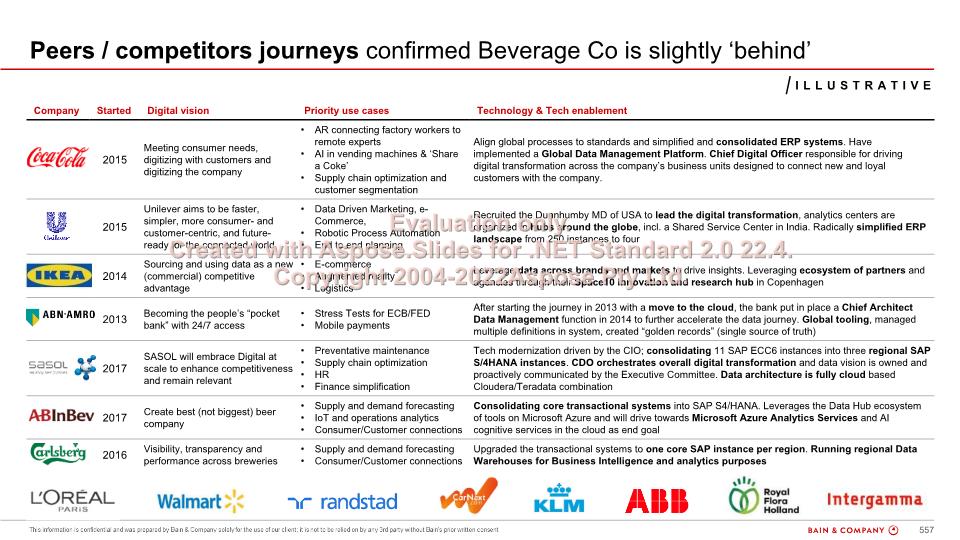 Peers / competitors journeys confirmed Beverage Co is slightly ‘behind’
ILLUSTRATIVE
Company Started Digital vision Priority use cases Technology & Tech enablement
Coca-Cola
2015
Meeting consumer needs,
digitizing with customers and
digitizing the company
• AR connecting factory workers to
remote experts
• AI in vending machines & ‘Share
a Coke’
• Supply chain optimization and
customer segmentation
Align global processes to standards and simplified and consolidated ERP systems. Have
implemented a Global Data Management Platform. Chief Digital Officer responsible for driving
digital transformation across the company’s business units designed to connect new and loyal
customers with the company.
Unilever
2015
Unilever aims to be faster,
simpler, more consumer- and
customer-centric, and future-
ready for the connected world
• Data Driven Marketing, e-
Commerce,
• Robotic Process Automation
• End to end planning
Recruited the Dunnhumby MD of USA to lead the digital transformation, analytics centers are
organized in hubs around the globe, incl. a Shared Service Center in India. Radically simplified ERP
landscape from 250 instances to four
IKEA
2014
Sourcing and using data as a new
(commercial) competitive
advantage
• E-commerce
• Augmented reality
• Logistics
Leverage data across brands and markets to drive insights. Leveraging ecosystem of partners and
agencies through their Space10 innovation and research hub in Copenhagen
ABN·AMRO
2013
Becoming the people’s “pocket
bank” with 24/7 access
• Stress Tests for ECB/FED
• Mobile payments
After starting the journey in 2013 with a move to the cloud, the bank put in place a Chief Architect
Data Management function in 2014 to further accelerate the data journey. Global tooling, managed
multiple definitions in system, created “golden records” (single source of truth)
sasol
2017
SASOL will embrace Digital at
scale to enhance competitiveness
and remain relevant
• Preventative maintenance
• Supply chain optimization
• HR
• Finance simplification
Tech modernization driven by the CIO; consolidating 11 SAP ECC6 instances into three regional SAP
S/4HANA instances. CDO orchestrates overall digital transformation and data vision is owned and
proactively communicated by the Executive Committee. Data architecture is fully cloud based
Cloudera/Teradata combination
ABInBev
2017
Create best (not biggest) beer
company
• Supply and demand forecasting
• IoT and operations analytics
• Consumer/Customer connections
Consolidating core transactional systems into SAP S4/HANA. Leverages the Data Hub ecosystem
of tools on Microsoft Azure and will drive towards Microsoft Azure Analytics Services and AI
cognitive services in the cloud as end goal
Carlsberg
2016
Visibility, transparency and
performance across breweries
• Supply and demand forecasting
• Consumer/Customer connections
Upgraded the transactional systems to one core SAP instance per region. Running regional Data
Warehouses for Business Intelligence and analytics purposes
Evaluation only.
Created with Aspose.Slides for .NET Standard 2.0 22.4.
Copyright 2004-2022Aspose Pty Ltd.
L’ORÉAL
PARIS
Walmart
randstad
CarNext
.com
KLM
ABB
Royal
Flora
Holland
Intergamma
This information is confidential and was prepared by Bain & Company solely for the use of our client; it is not to be relied on by any 3rd party without Bain's prior written consent
BAIN & COMPANY
557